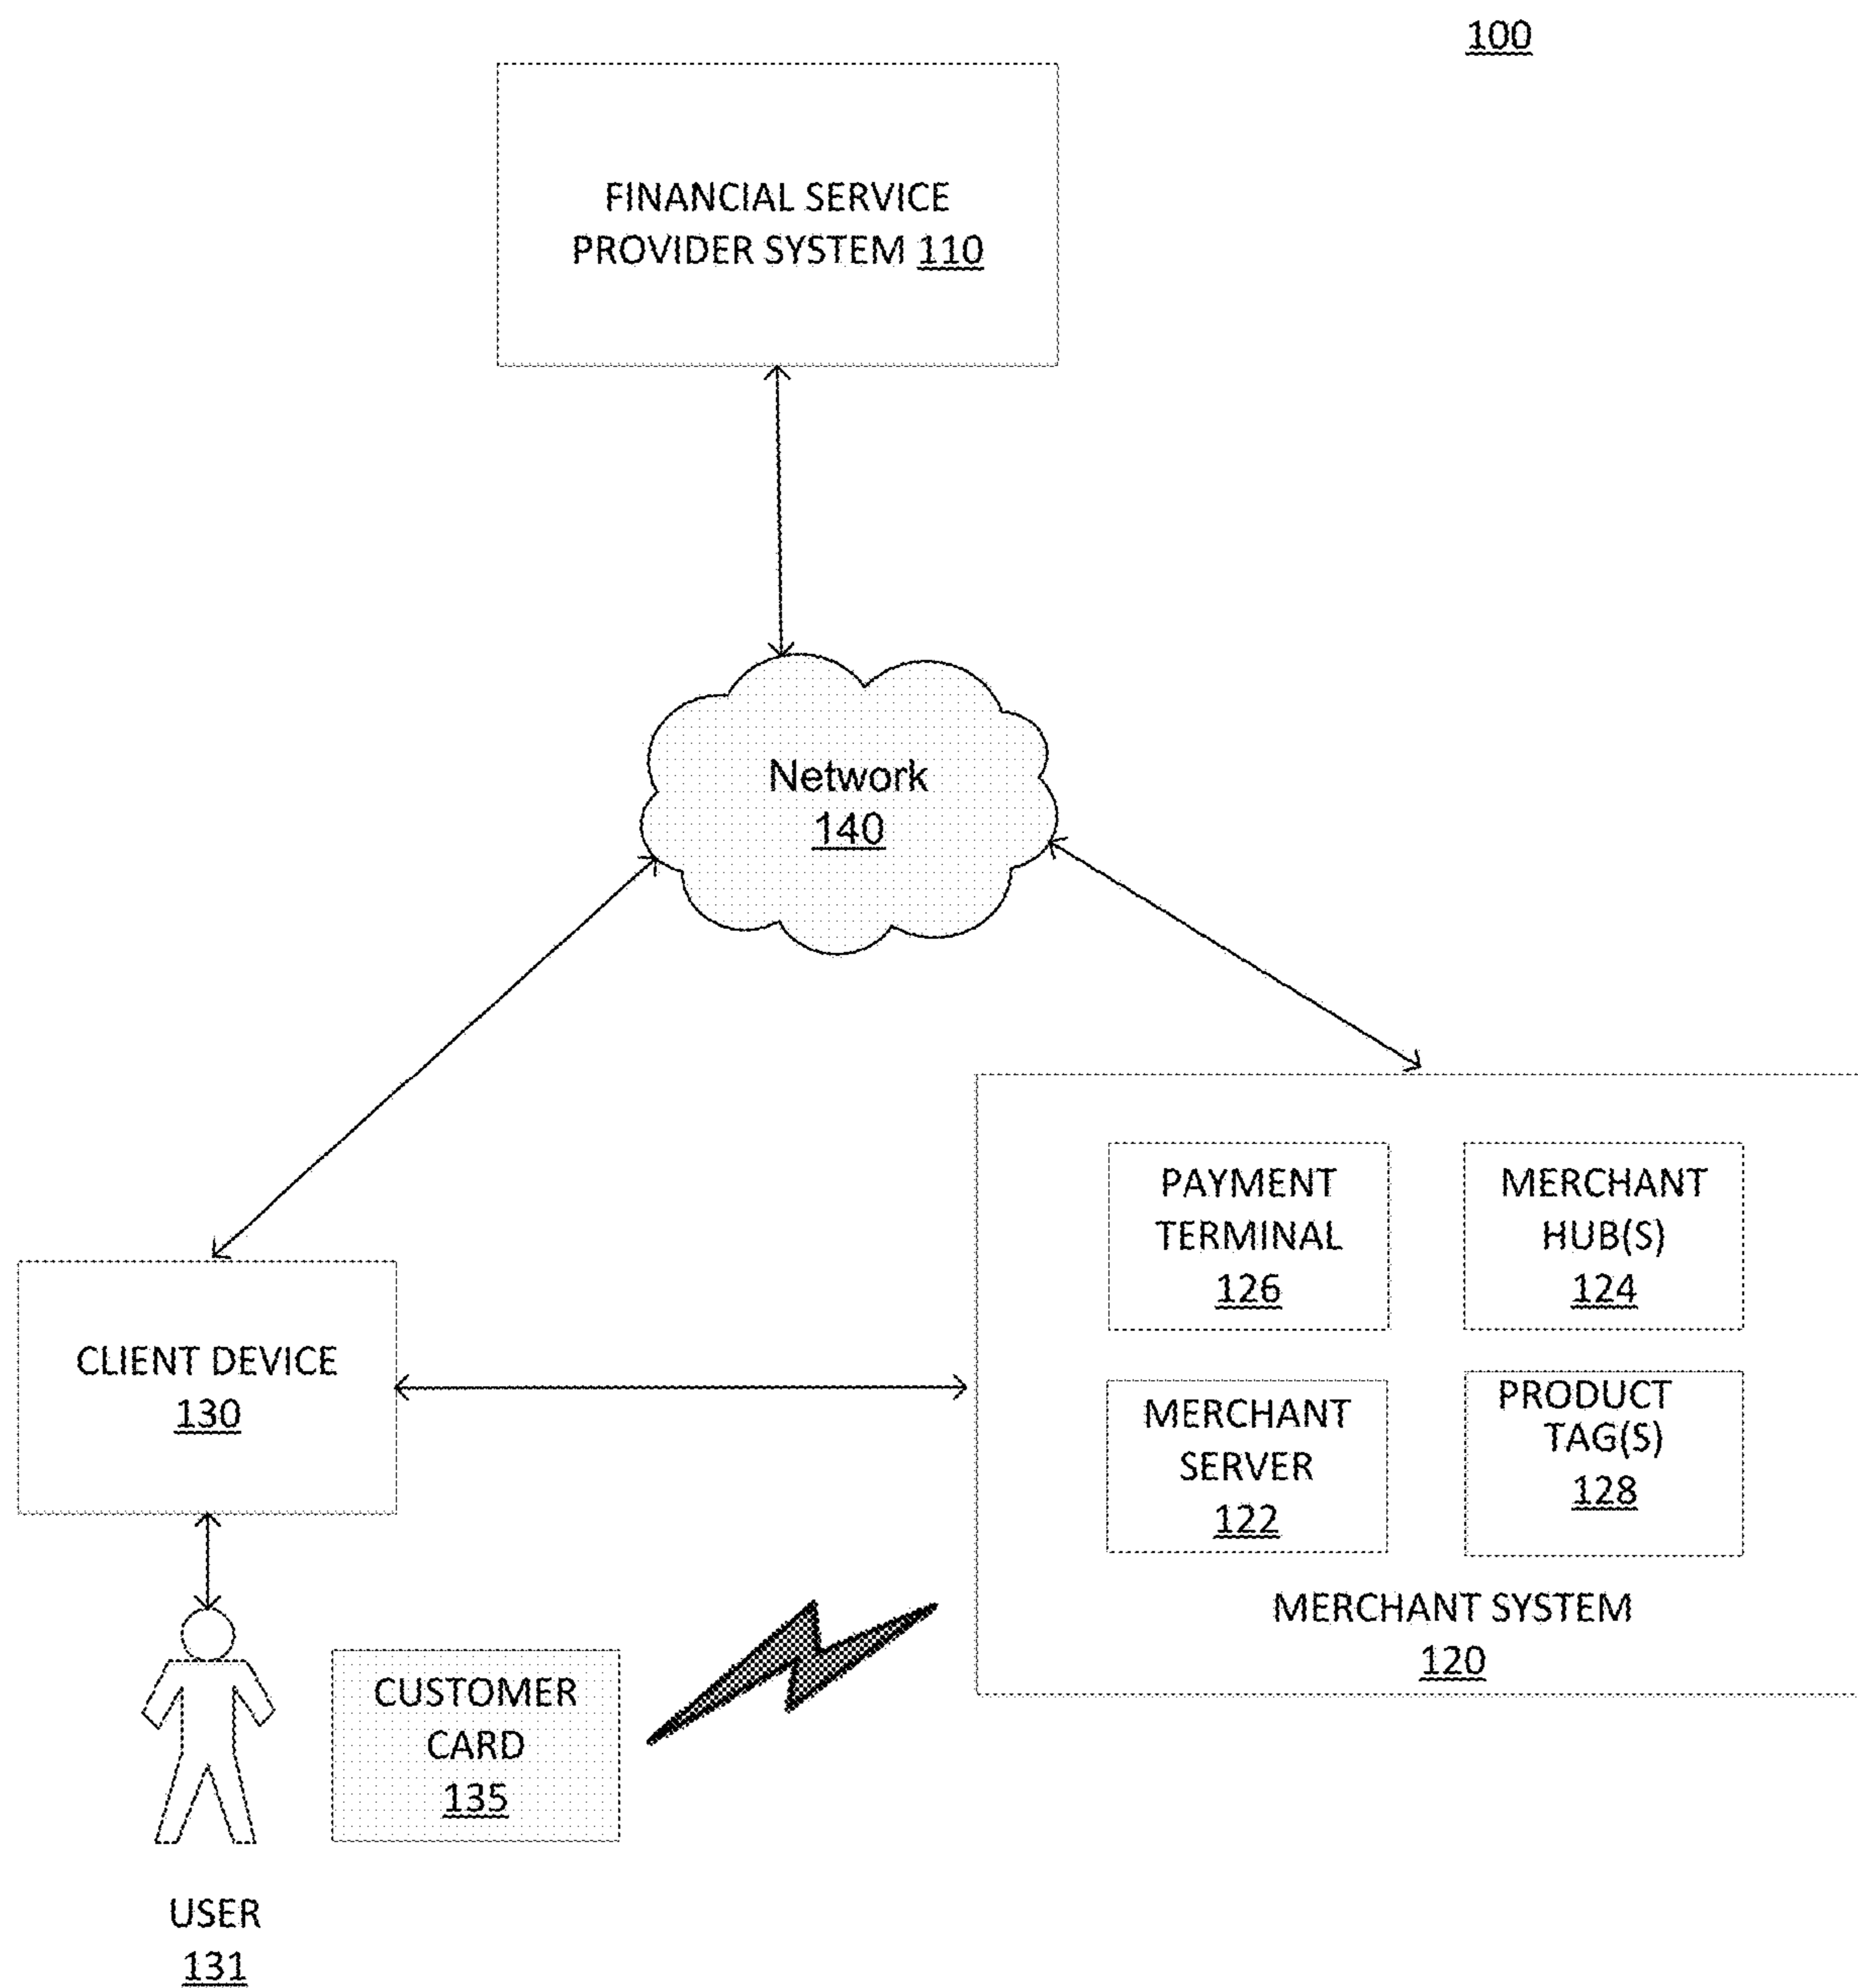 100
FINANCIAL SERVICE
PROVIDER SYSTEM 110
Network
140
PAYMENT
TERMINAL
126
MERCHANT
HUB(S)
124
CLIENT DEVICE
130
MERCHANT
SERVER
122
PRODUCT
TAG(S)
128
MERCHANT SYSTEM
120
CUSTOMER
CARD
135
USER
131